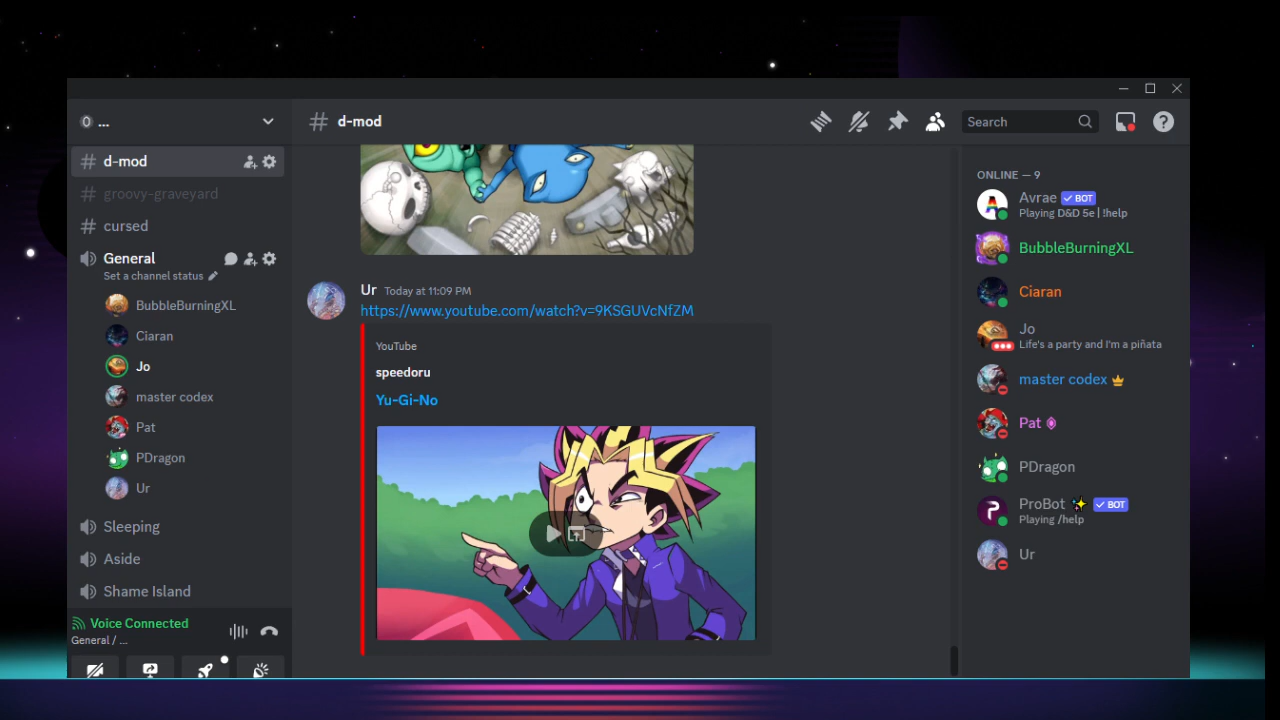 ...
d-mod
Search
d-mod
groovy-graveyard
cursed
General
Set a channel status
BubbleBurningXL
Ciaran
Jo
master codex
Pat
PDragon
Ur
Sleeping
Aside
Shame Island
Voice Connected
General / ...
Ur Today at 11:09 PM
https://www.youtube.com/watch?v=9KSGUVcNfZM
YouTube
speedoru
Yu-Gi-No
ONLINE — 9
Avrae BOT
Playing D&D 5e | !help
BubbleBurningXL
Ciaran
Jo
Life's a party and I'm a piñata
master codex
Pat
PDragon
ProBot BOT
Playing /help
Ur